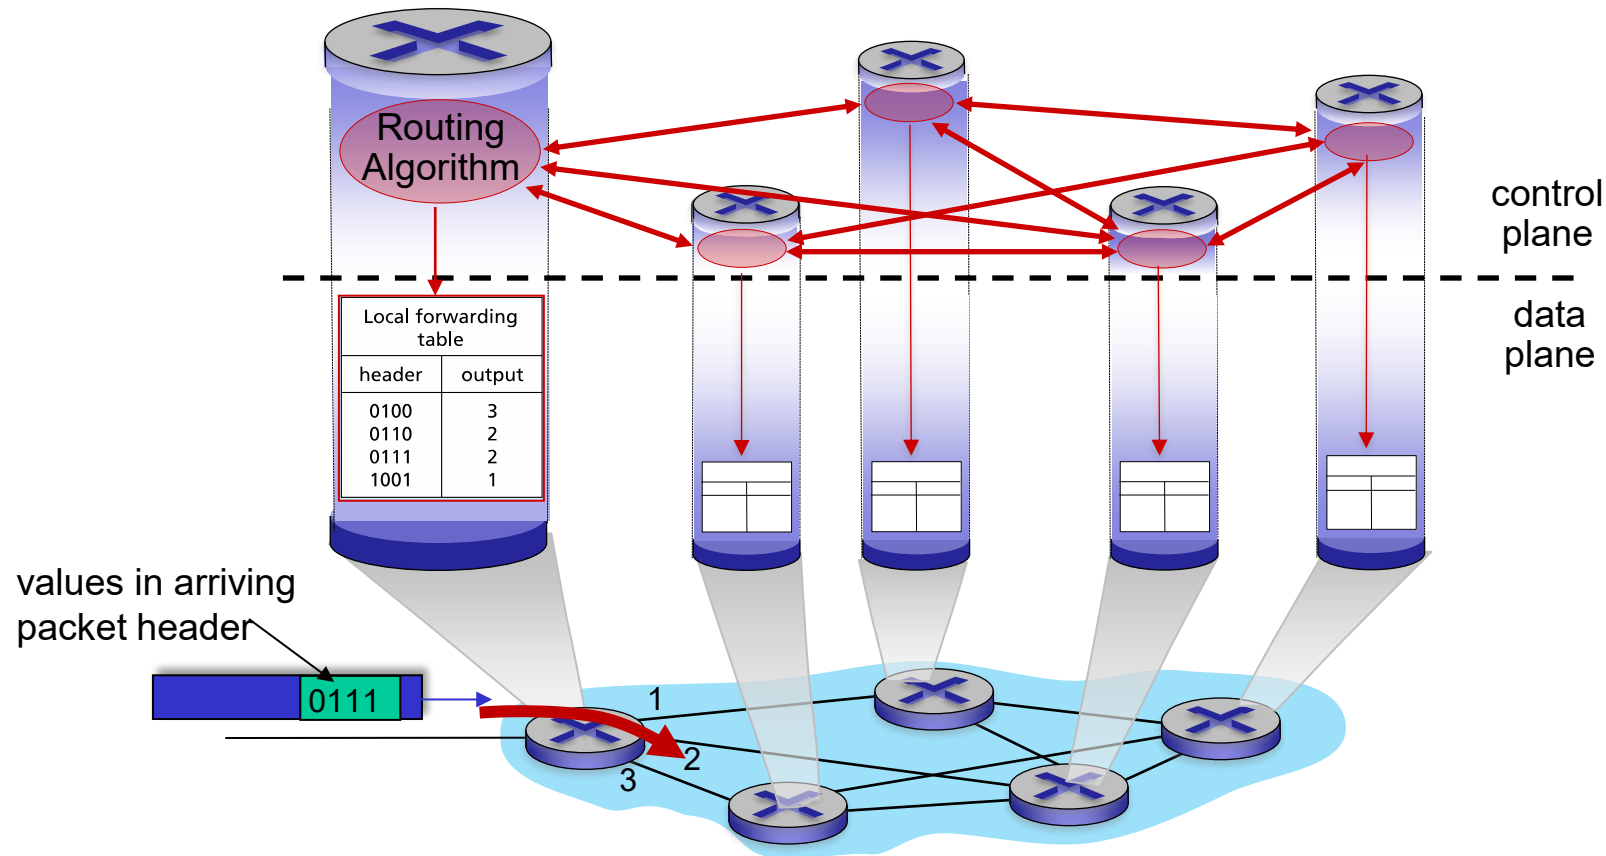 Routing
Algorithm
control
plane
data
plane
Local forwarding
table
header output
0100 3
0110 2
0111 2
1001 1
values in arriving
packet header
0111
1
2
3